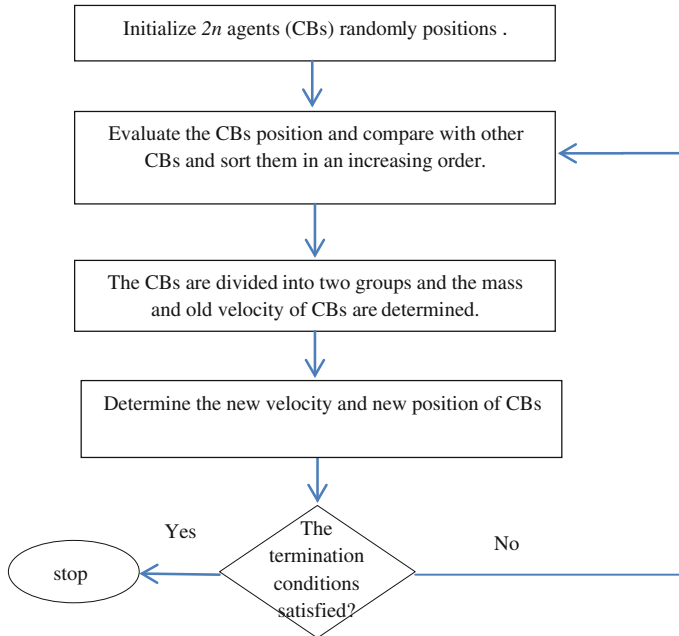 Initialize 2n agents (CBs) randomly positions .
Evaluate the CBs position and compare with other
CBs and sort them in an increasing order.
The CBs are divided into two groups and the mass
and old velocity of CBs are determined.
Determine the new velocity and new position of CBs
Yes
The
termination
conditions
satisfied?
No
stop